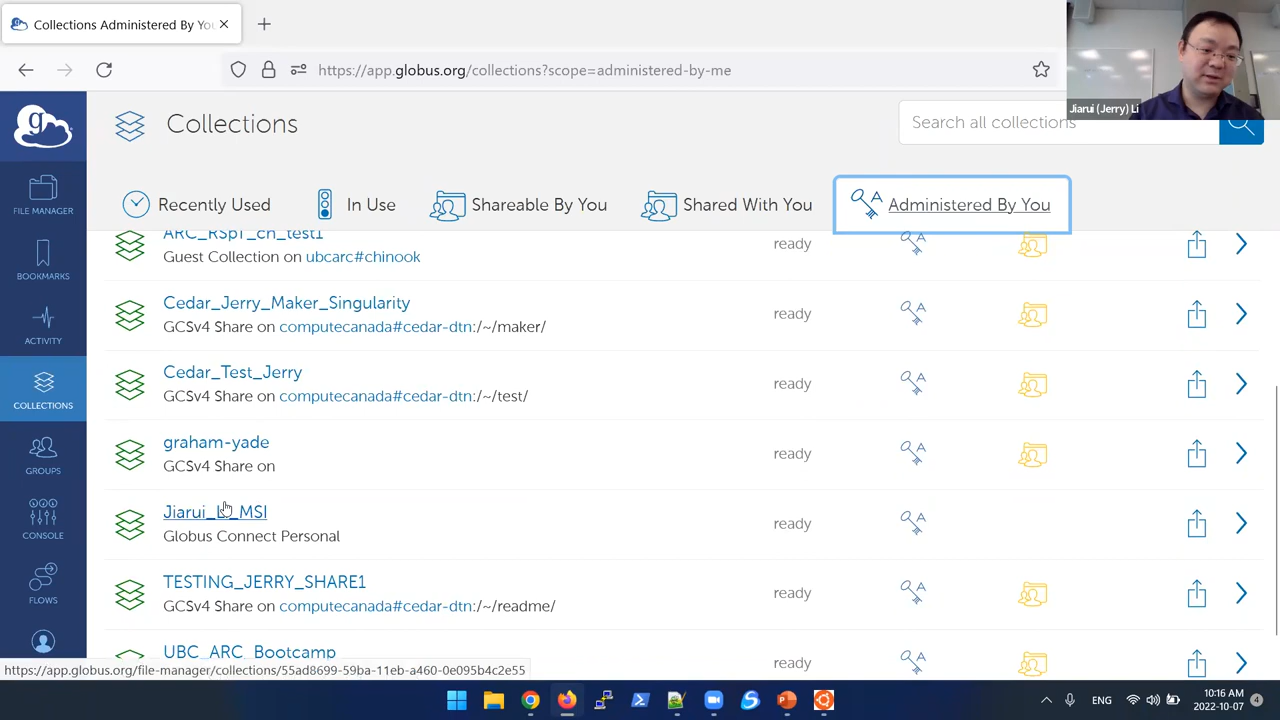 Collections Administered By You
https://app.globus.org/collections?scope=administered-by-me
Jiarui (Jerry) Li
g
Collections
Search all collections
Recently Used
In Use
Shareable By You
Shared With You
Administered By You
FILE MANAGER
BOOKMARKS
ACTIVITY
COLLECTIONS
GROUPS
CONSOLE
FLOWS
ready
Guest Collection on ubcarc#chinook
Cedar_Jerry_Maker_Singularity
ready
GCSv4 Share on computecanada#cedar-dtn:/~/maker/
Cedar_Test_Jerry
ready
GCSv4 Share on computecanada#cedar-dtn:/~/test/
graham-yade
ready
GCSv4 Share on
Jiarui_Li_MSI
ready
Globus Connect Personal
TESTING_JERRY_SHARE1
ready
GCSv4 Share on computecanada#cedar-dtn:/~/readme/
UBC_ARC_Bootcamp
ready
https://app.globus.org/file-manager/collections/55ad8699-59ba-11eb-a460-0e095b4c2e55
ENG
10:16 AM
2022-10-07
4